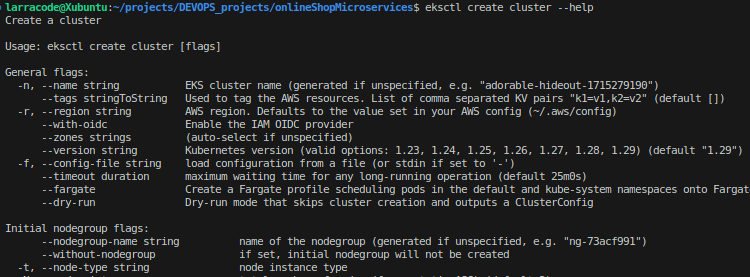 larracode@Xubuntu:~/projects/DEVOPS_projects/onlineShopMicroservices$ eksctl create cluster --help
Create a cluster

Usage: eksctl create cluster [flags]

General flags:
  -n, --name string               EKS cluster name (generated if unspecified, e.g. "adorable-hideout-1715279190")
      --tags stringToString   Used to tag the AWS resources. List of comma separated KV pairs "k1=v1,k2=v2" (default [])
  -r, --region string             AWS region. Defaults to the value set in your AWS config (~/.aws/config)
      --with-oidc                 Enable the IAM OIDC provider
      --zones strings             (auto-select if unspecified)
      --version string            Kubernetes version (valid options: 1.23, 1.24, 1.25, 1.26, 1.27, 1.28, 1.29) (default "1.29")
  -f, --config-file string        load configuration from a file (or stdin if set to '-')
      --timeout duration          maximum waiting time for any long-running operation (default 25m0s)
      --fargate                   Create a Fargate profile scheduling pods in the default and kube-system namespaces onto Fargate
      --dry-run                   Dry-run mode that skips cluster creation and outputs a ClusterConfig

Initial nodegroup flags:
      --nodegroup-name string          name of the nodegroup (generated if unspecified, e.g. "ng-73acf991")
      --without-nodegroup              if set, initial nodegroup will not be created
  -t, --node-type string               node instance type